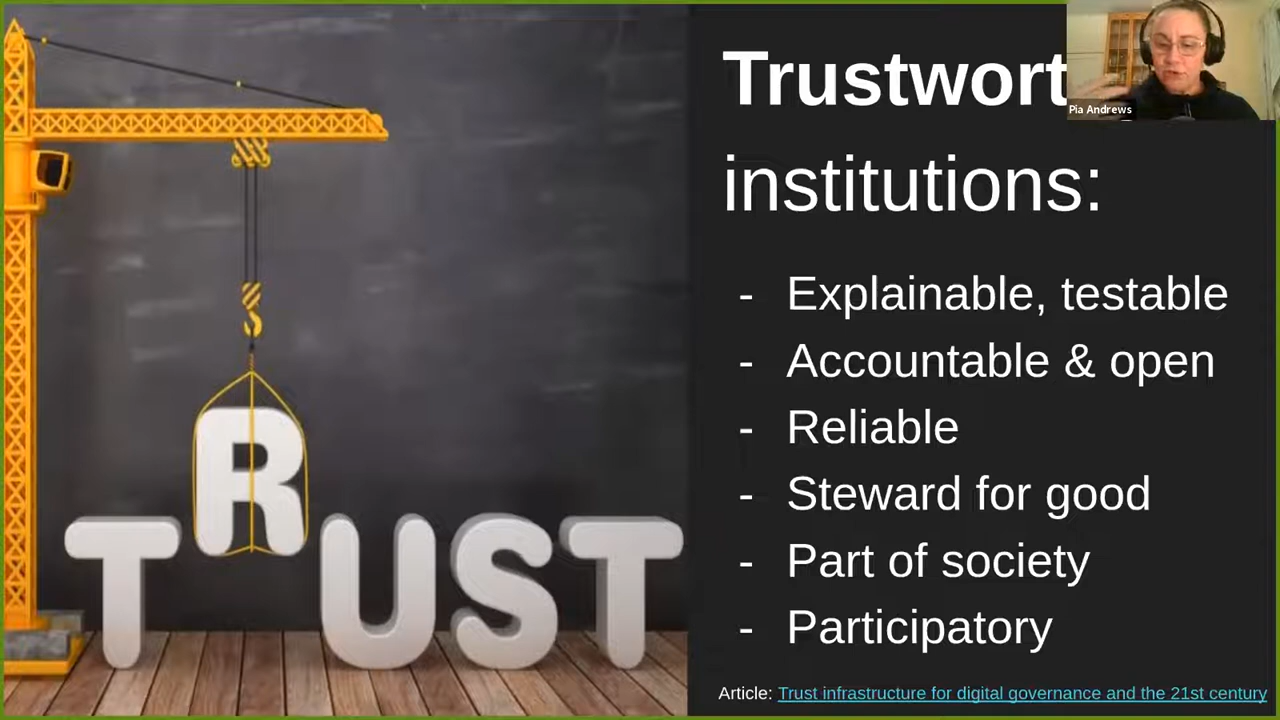 TRUST
Trustwort
institutions:
- Explainable, testable
- Accountable & open
- Reliable
- Steward for good
- Part of society
- Participatory
Article: Trust infrastructure for digital governance and the 21st century
Pia Andrews